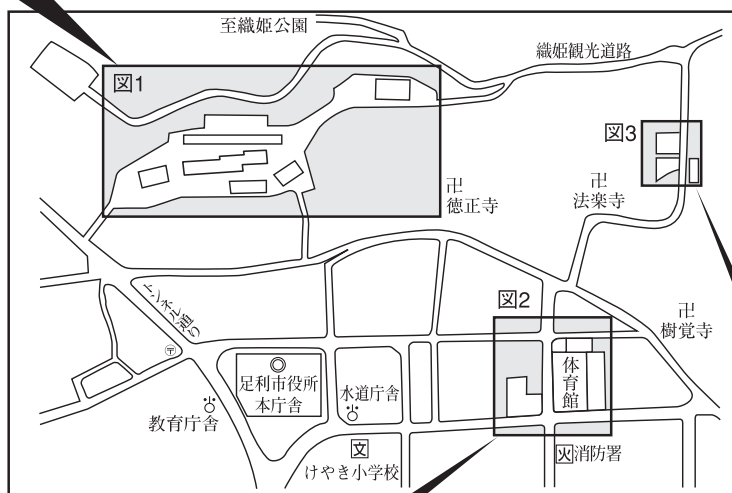 至織姫公園
織姫観光道路
図1
図3
卍
徳正寺
卍
法楽寺
図2
卍
樹覚寺
トンネル通り
〒
足利市役所
本庁舎
水道庁舎
体育館
教育庁舎
文
けやき小学校
火消防署